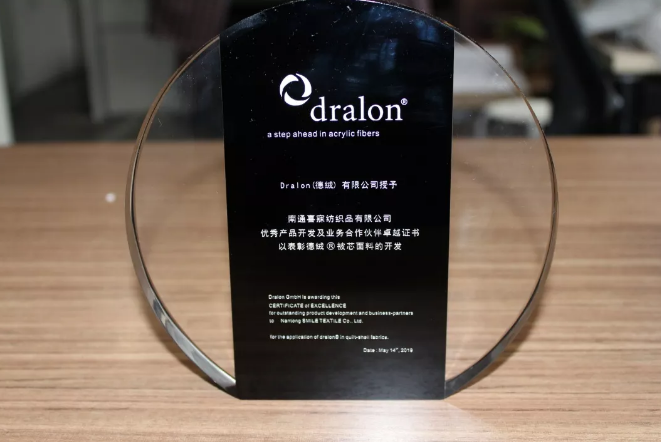 dralon®
a step ahead in acrylic fibers
Dralon(德绒) 有限公司授予
南通喜寐纺织品有限公司
优秀产品开发及业务合作伙伴卓越证书
以表彰德绒 ® 被芯面料的开发
Dralon GmbH is awarding this
CERTIFICATE of EXCELLENCE
for outstanding product development and business-partners
to Nantong SMILE TEXTILE Co., Ltd.
for the application of dralon® in quilt-shell fabrics.
Date : May 14th, 2019